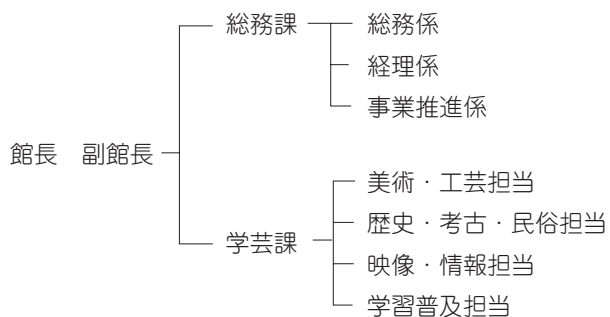 総務課
総務係
経理係
事業推進係
館長　副館長
美術・工芸担当
歴史・考古・民俗担当
学芸課
映像・情報担当
学習普及担当